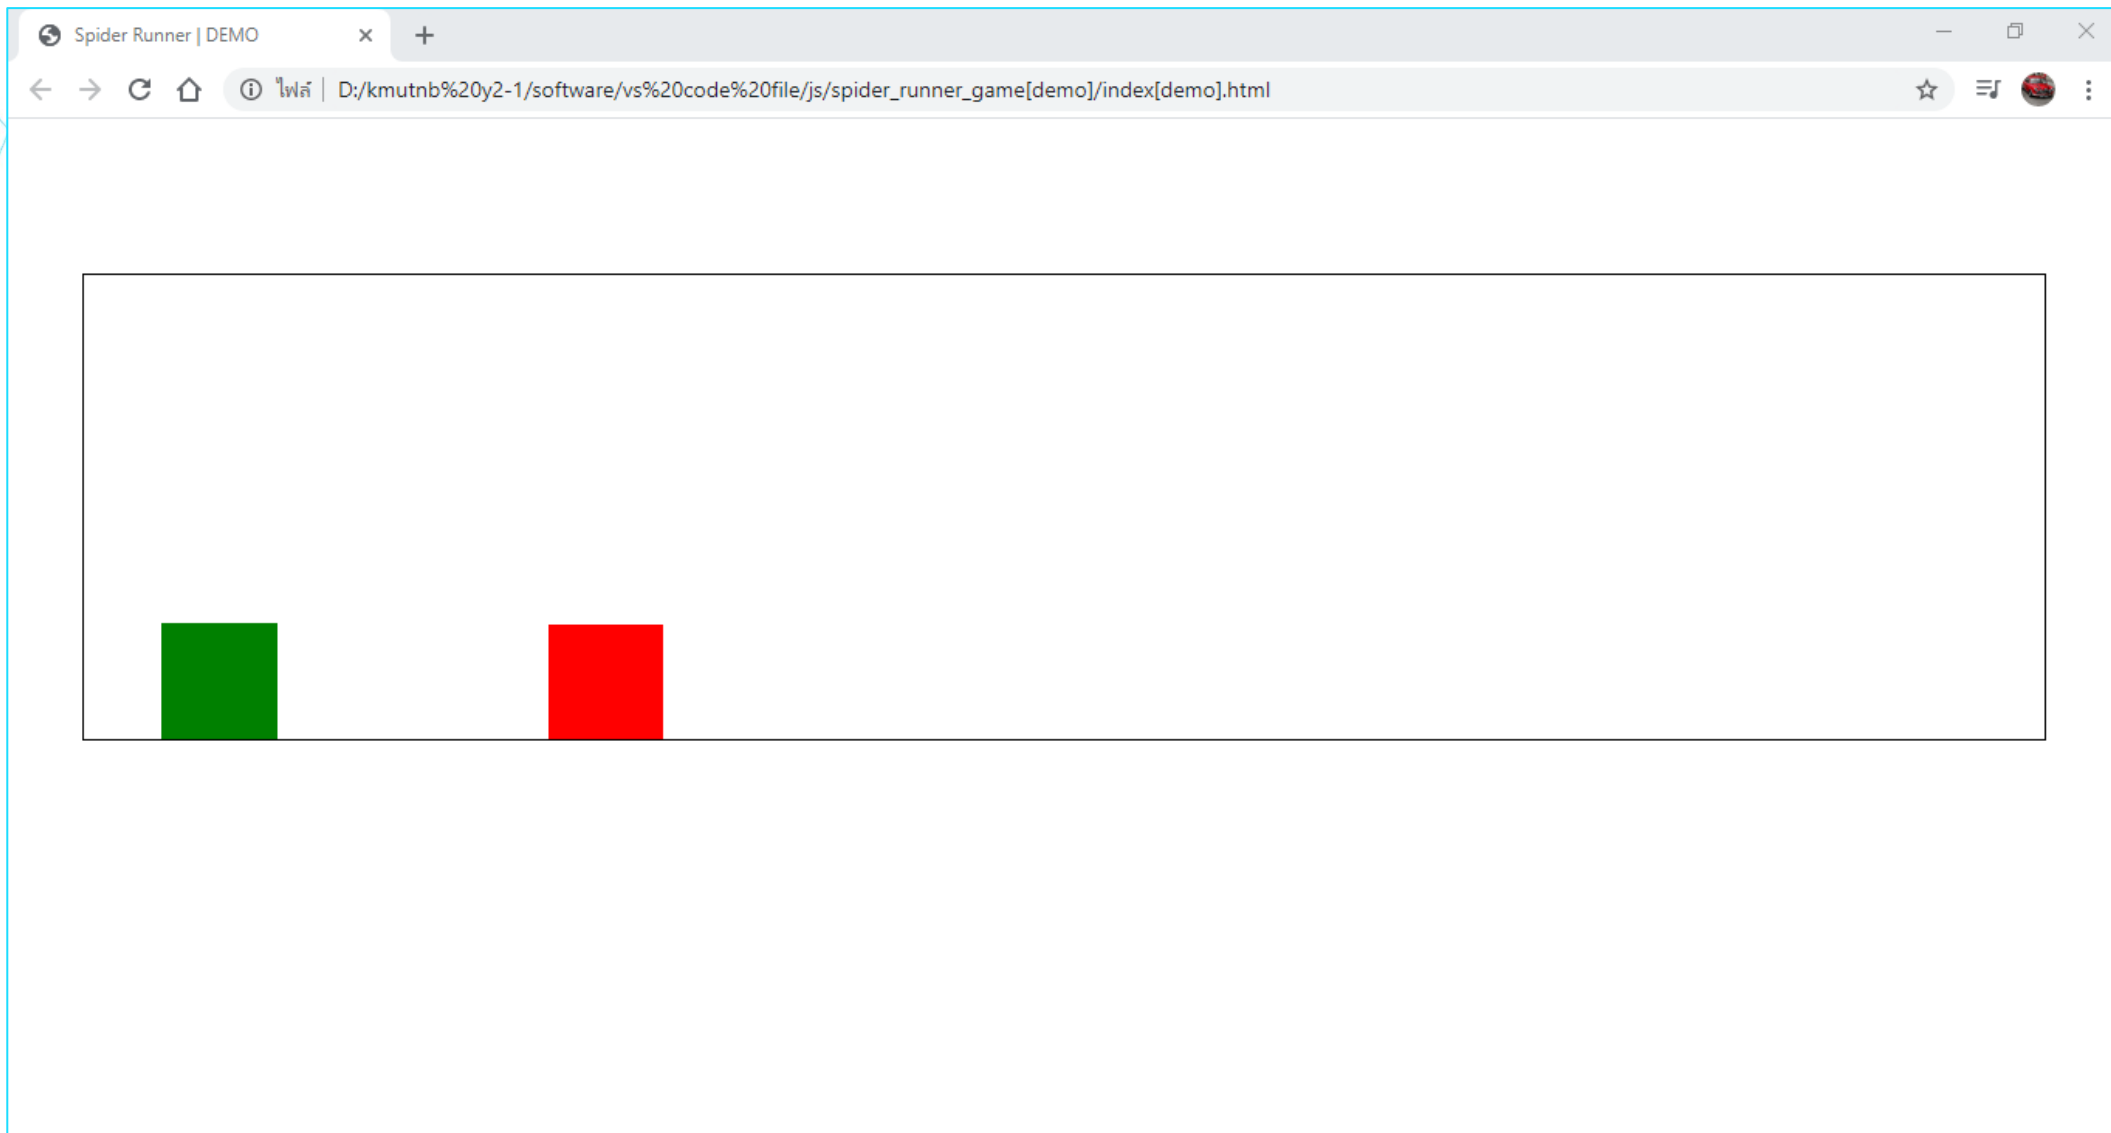 Spider Runner | DEMO
ไฟล์ D:/kmutnb%20y2-1/software/vs%20code%20file/js/spider_runner_game[demo]/index[demo].html